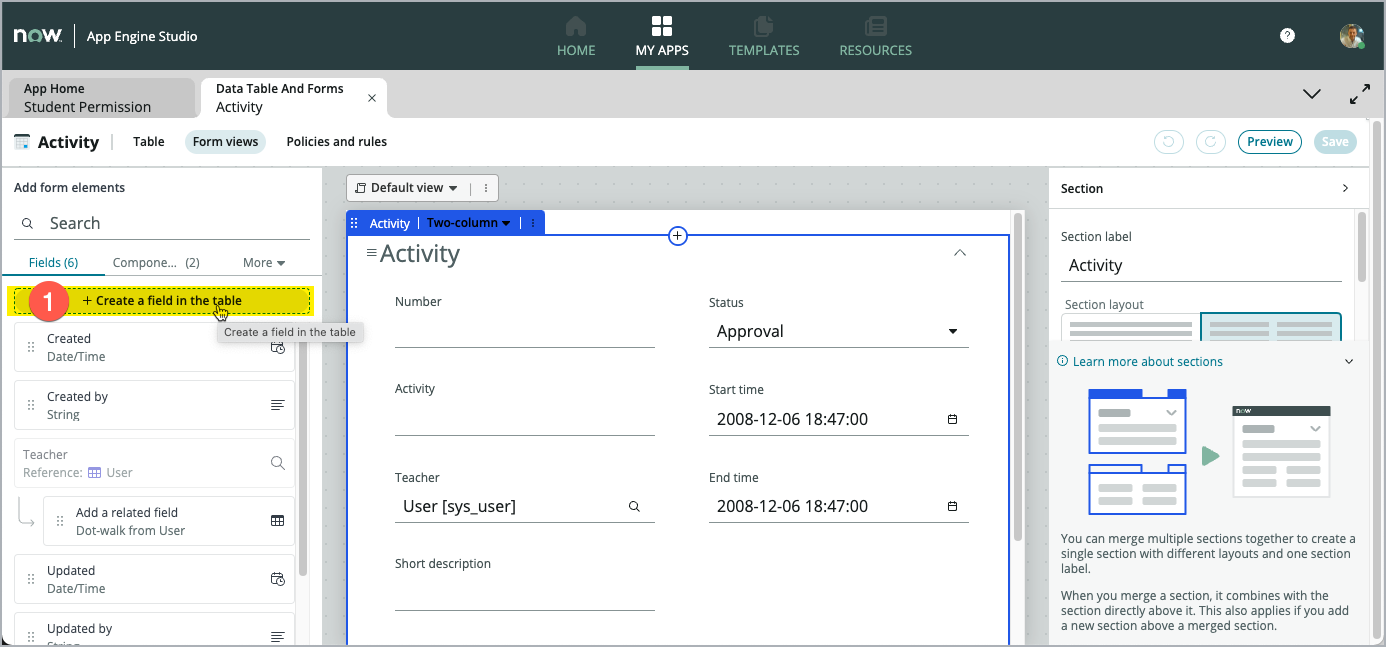 now
App Engine Studio
HOME
MY APPS
TEMPLATES
RESOURCES
?
App Home
Student Permission
Data Table And Forms
Activity
Activity
Table
Form views
Policies and rules
Preview
Save
Add form elements
Search
Fields (6)
Compone... (2)
More
1
+ Create a field in the table
Create a field in the table
Created
Date/Time
Created by
String
Teacher
Reference: User
Add a related field
Dot-walk from User
Updated
Date/Time
Updated by
String
Default view
Activity
Two-column
Activity
Number
Status
Approval
Activity
Start time
2008-12-06 18:47:00
Teacher
User [sys_user]
End time
2008-12-06 18:47:00
Short description
Section
Section label
Activity
Section layout
Learn more about sections
now
You can merge multiple sections together to create a
single section with different layouts and one section
label.
When you merge a section, it combines with the
section directly above it. This also applies if you add
a new section above a merged section.